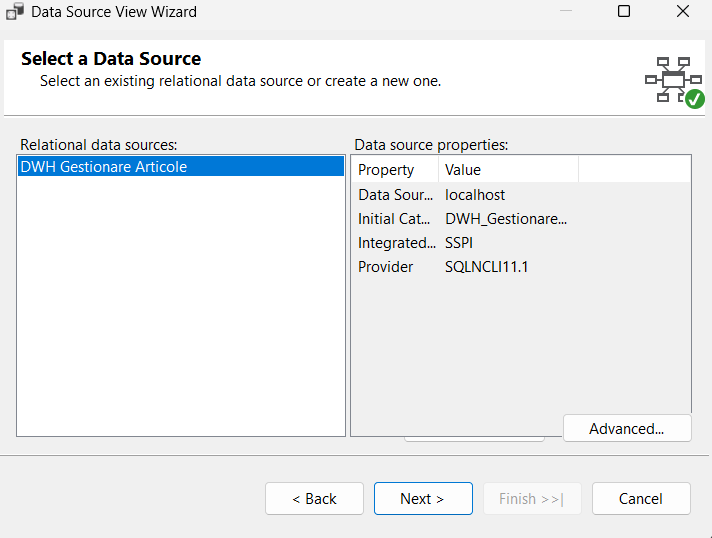 Data Source View Wizard
Select a Data Source
Select an existing relational data source or create a new one.
Relational data sources:
DWH Gestionare Articole
Data source properties:
Property Value
Data Sour... localhost
Initial Cat... DWH_Gestionare...
Integrated... SSPI
Provider SQLNCLI11.1
Advanced...
< Back Next > Finish >>| Cancel